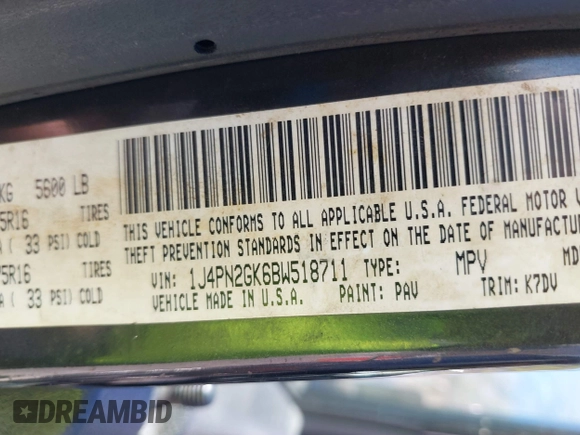 KG 5600 LB
5R16 TIRES
( 33 PSI) COLD
5R16 TIRES
( 33 PSI) COLD
THIS VEHICLE CONFORMS TO ALL APPLICABLE U.S.A. FEDERAL MOTOR
THEFT PREVENTION STANDARDS IN EFFECT ON THE DATE OF MANUFACTURE
VIN: 1J4PN2GK6BW518711 TYPE: MPV MD
VEHICLE MADE IN U.S.A. PAINT: PAV TRIM: K7DV
DREAMBID